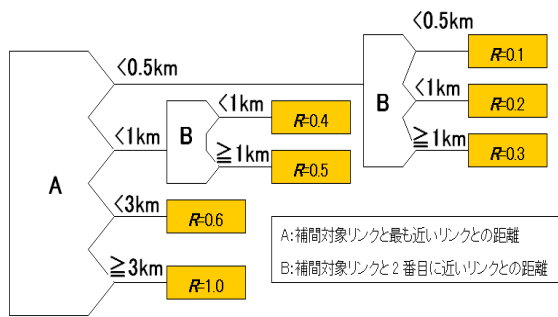 <0.5km
R=0.1
<0.5km
<1km
B
R=0.2
<1km
R=0.4
≧1km
R=0.3
<1km
B
≧1km
R=0.5
A
<3km
R=0.6
≧3km
R=1.0
A:補間対象リンクと最も近いリンクとの距離
B:補間対象リンクと2番目に近いリンクとの距離